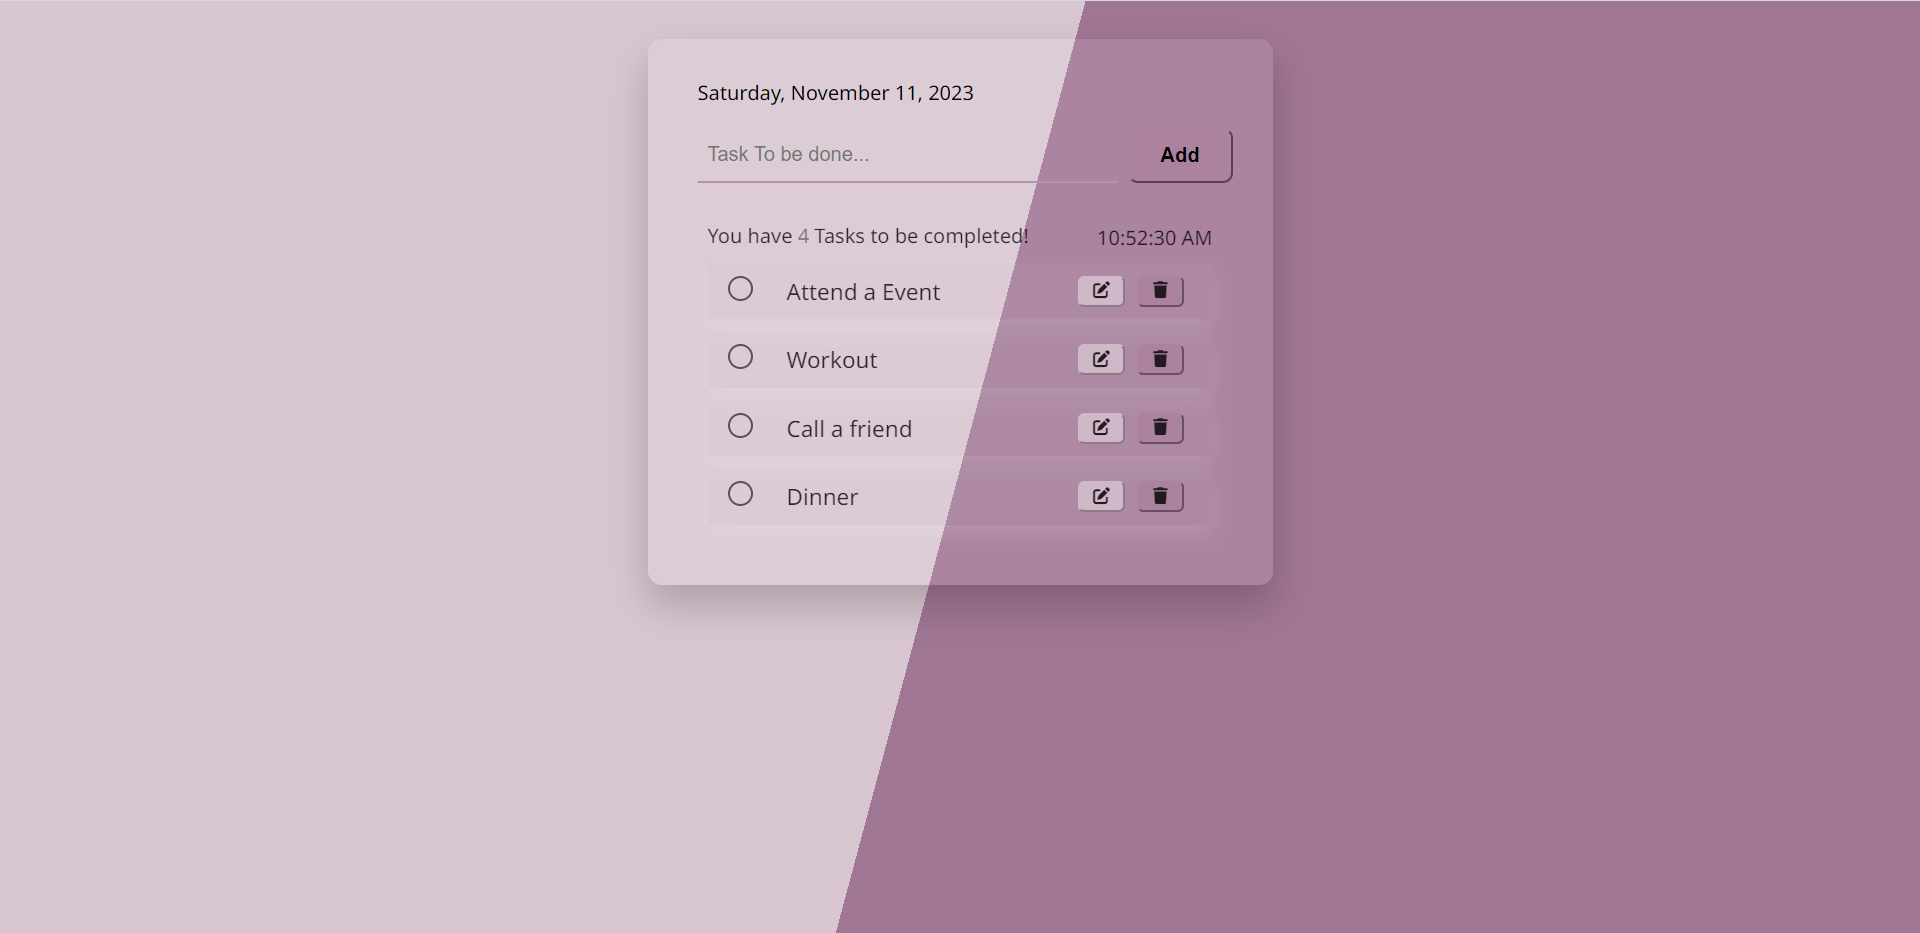 Saturday, November 11, 2023
Task To be done...
Add
You have 4 Tasks to be completed!
10:52:30 AM
Attend a Event
Workout
Call a friend
Dinner